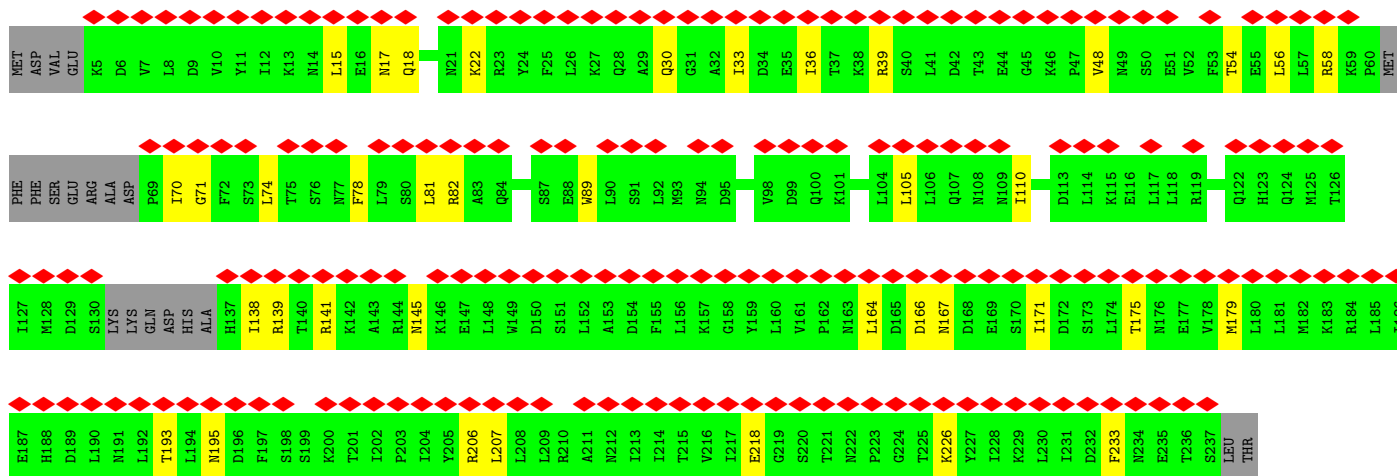 MET ASP VAL GLU K5 D6 V7 L8 D9 V10 Y11 I12 K13 N14 L15 E16 N17 Q18 N21 K22 R23 Y24 F25 L26 K27 Q28 A29 Q30 G31 A32 I33 D34 E35 I36 T37 K38 R39 S40 L41 D42 T43 E44 G45 K46 P47 V48 N49 S50 E51 V52 F53 T54 E55 L56 L57 R58 K59 P60 MET
PHE PHE SER GLU ARG ALA ASP P69 I70 G71 F72 S73 L74 T75 S76 N77 F78 L79 S80 L81 R82 A83 Q84 S87 E88 W89 L90 S91 L92 M93 N94 D95 V98 D99 Q100 K101 L104 L105 L106 Q107 N108 N109 I110 D113 L114 K115 E116 L117 L118 R119 Q122 H123 Q124 M125 T126
I127 M128 D129 S130 LYS LYS GLN ASP HIS ALA H137 I138 R139 T140 R141 K142 A143 R144 N145 K146 E147 L148 W149 D150 S151 L152 A153 D154 F155 L156 K157 G158 Y159 L160 V161 P162 N163 L164 D165 D166 N167 D168 E169 S170 I171 D172 S173 L174 T175 N176 E177 V178 M179 L180 L181 M182 K183 R184 L185
E187 H188 D189 L190 N191 L192 T193 L194 N195 D196 F197 S198 S199 K200 T201 I202 P203 I204 Y205 R206 L207 L208 L209 R210 A211 N212 I213 I214 T215 V216 I217 E218 G219 S220 T221 N222 P223 G224 T225 K226 Y227 I228 K229 L230 I231 D232 F233 N234 E235 T236 S237 LEU THR